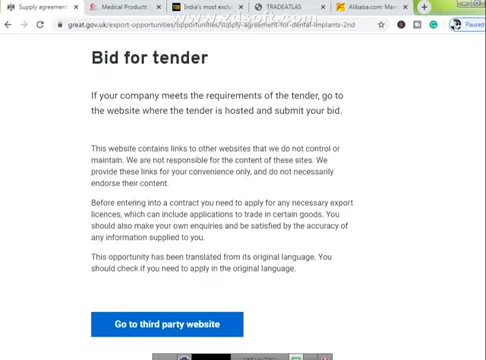 Supply agreement
Medical Products
India's most exclu
TRADEATLAS
Alibaba.com: Man
www.zdsoft.com
great.gov.uk/export-opportunities/opportunities/supply-agreement-for-dental-implants-2nd
Paused
Bid for tender
If your company meets the requirements of the tender, go to
the website where the tender is hosted and submit your bid.
This website contains links to other websites that we do not control or
maintain. We are not responsible for the content of these sites. We
provide these links for your convenience only, and do not necessarily
endorse their content.
Before entering into a contract you need to apply for any necessary export
licences, which can include applications to trade in certain goods. You
should also make your own enquiries and be satisfied by the accuracy of
any information supplied to you.
This opportunity has been translated from its original language. You
should check if you need to apply in the original language.
Go to third party website